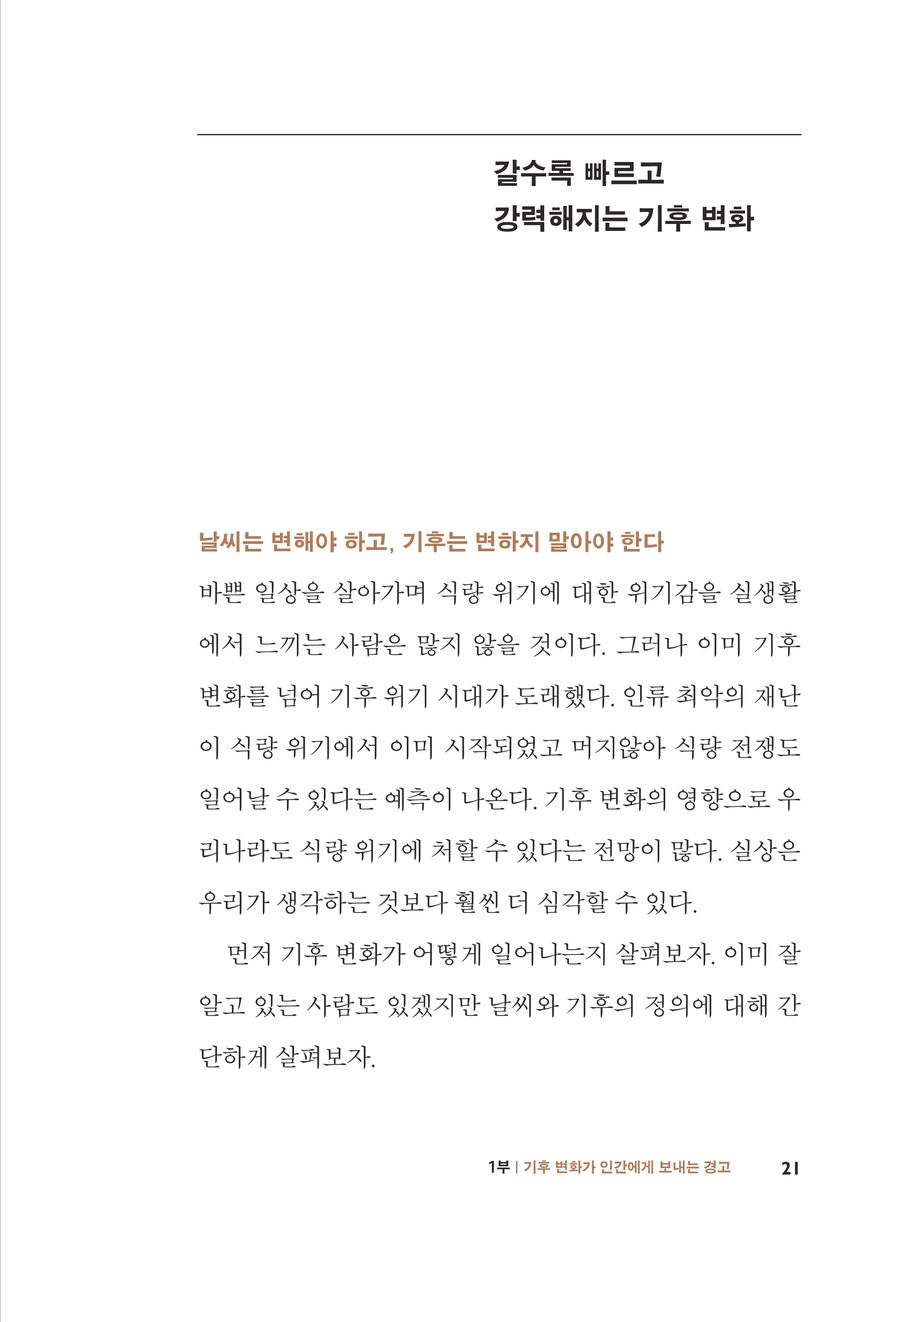 갈수록 빠르고
강력해지는 기후 변화
날씨는 변해야 하고, 기후는 변하지 말아야 한다
바쁜 일상을 살아가며 식량 위기에 대한 위기감을 실생활
에서 느끼는 사람은 많지 않을 것이다. 그러나 이미 기후
변화를 넘어 기후 위기 시대가 도래했다. 인류 최악의 재난
이 식량 위기에서 이미 시작되었고 머지않아 식량 전쟁도
일어날 수 있다는 예측이 나온다. 기후 변화의 영향으로 우
리나라도 식량 위기에 처할 수 있다는 전망이 많다. 실상은
우리가 생각하는 것보다 훨씬 더 심각할 수 있다.
먼저 기후 변화가 어떻게 일어나는지 살펴보자. 이미 잘
알고 있는 사람도 있겠지만 날씨와 기후의 정의에 대해 간
단하게 살펴보자.
1부 | 기후 변화가 인간에게 보내는 경고 21